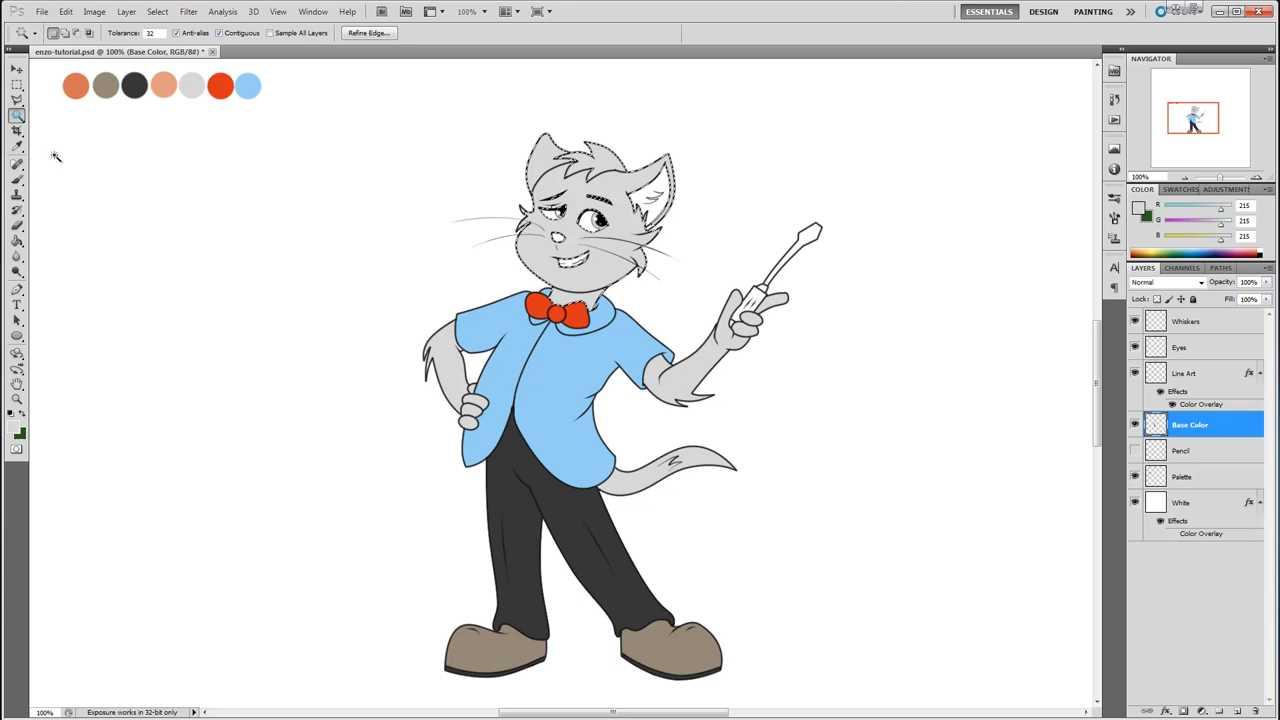 PS File Edit Image Layer Select Filter Analysis 3D View Window Help Mb 100% ESSENTIALS DESIGN PAINTING
Tolerance: 32 Anti-alias Contiguous Sample All Layers Refine Edge...
enzo-tutorial.psd @ 100% (Base Color, RGB/8#) *
NAVIGATOR
100%
COLOR SWATCHES ADJUSTMENTS
R 215
G 215
B 215
LAYERS CHANNELS PATHS
Normal Opacity: 100%
Lock: Fill: 100%
Whiskers
Eyes
Line Art fx
Effects
Color Overlay
Base Color
Pencil
Palette
White fx
Effects
Color Overlay
100% Exposure works in 32-bit only